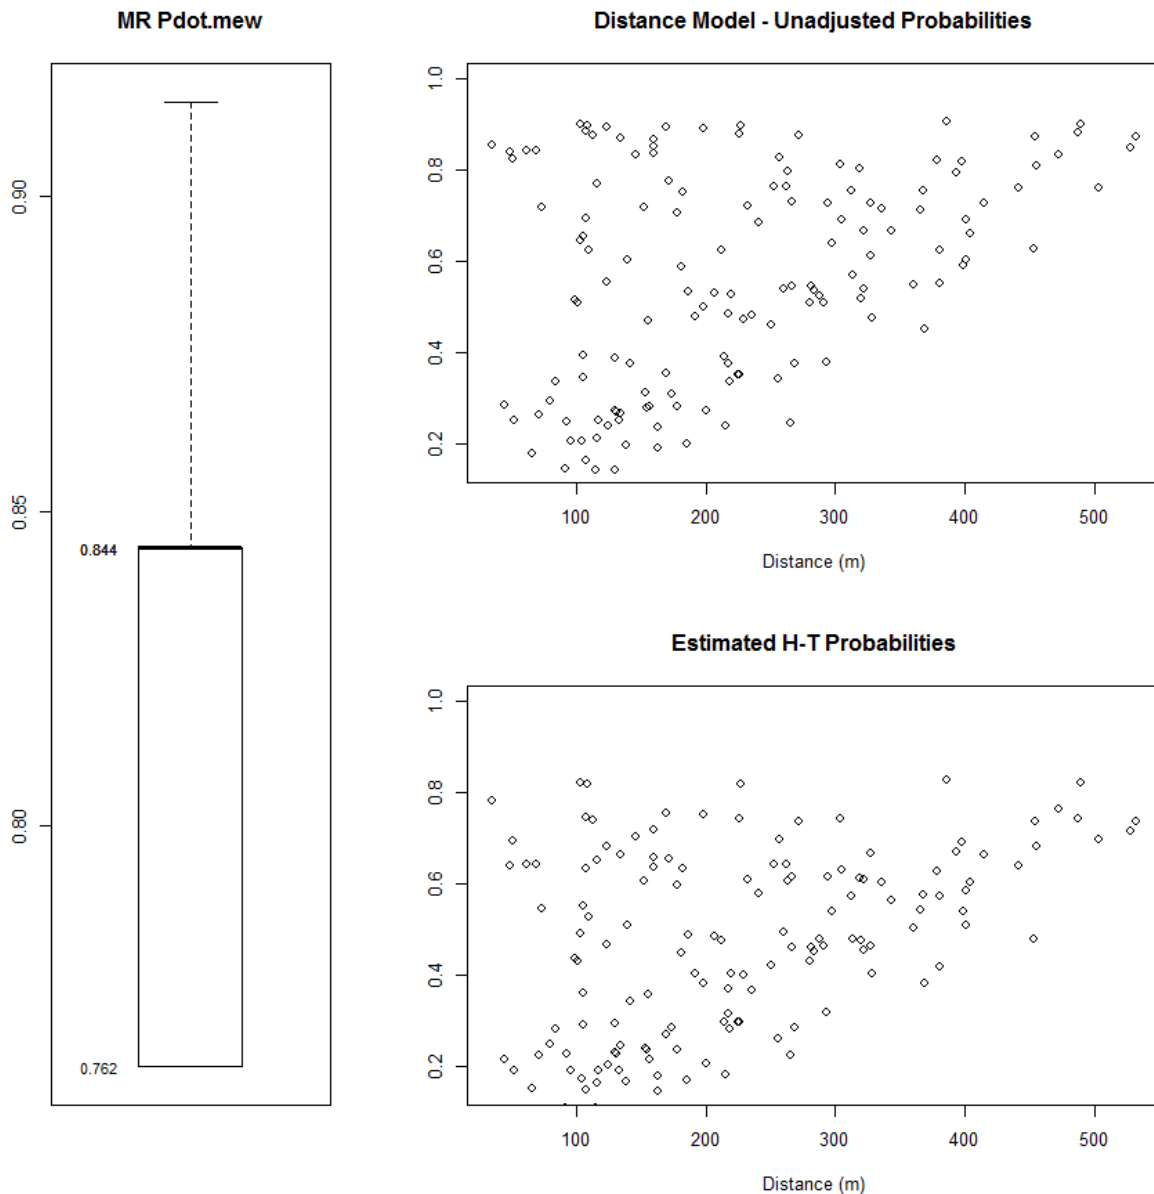 MR Pdot.mew
0.90
0.85
0.80
0.844
0.762
Distance Model - Unadjusted Probabilities
1.0
0.8
0.6
0.4
0.2
100 200 300 400 500
Distance (m)
Estimated H-T Probabilities
1.0
0.8
0.6
0.4
0.2
100 200 300 400 500
Distance (m)